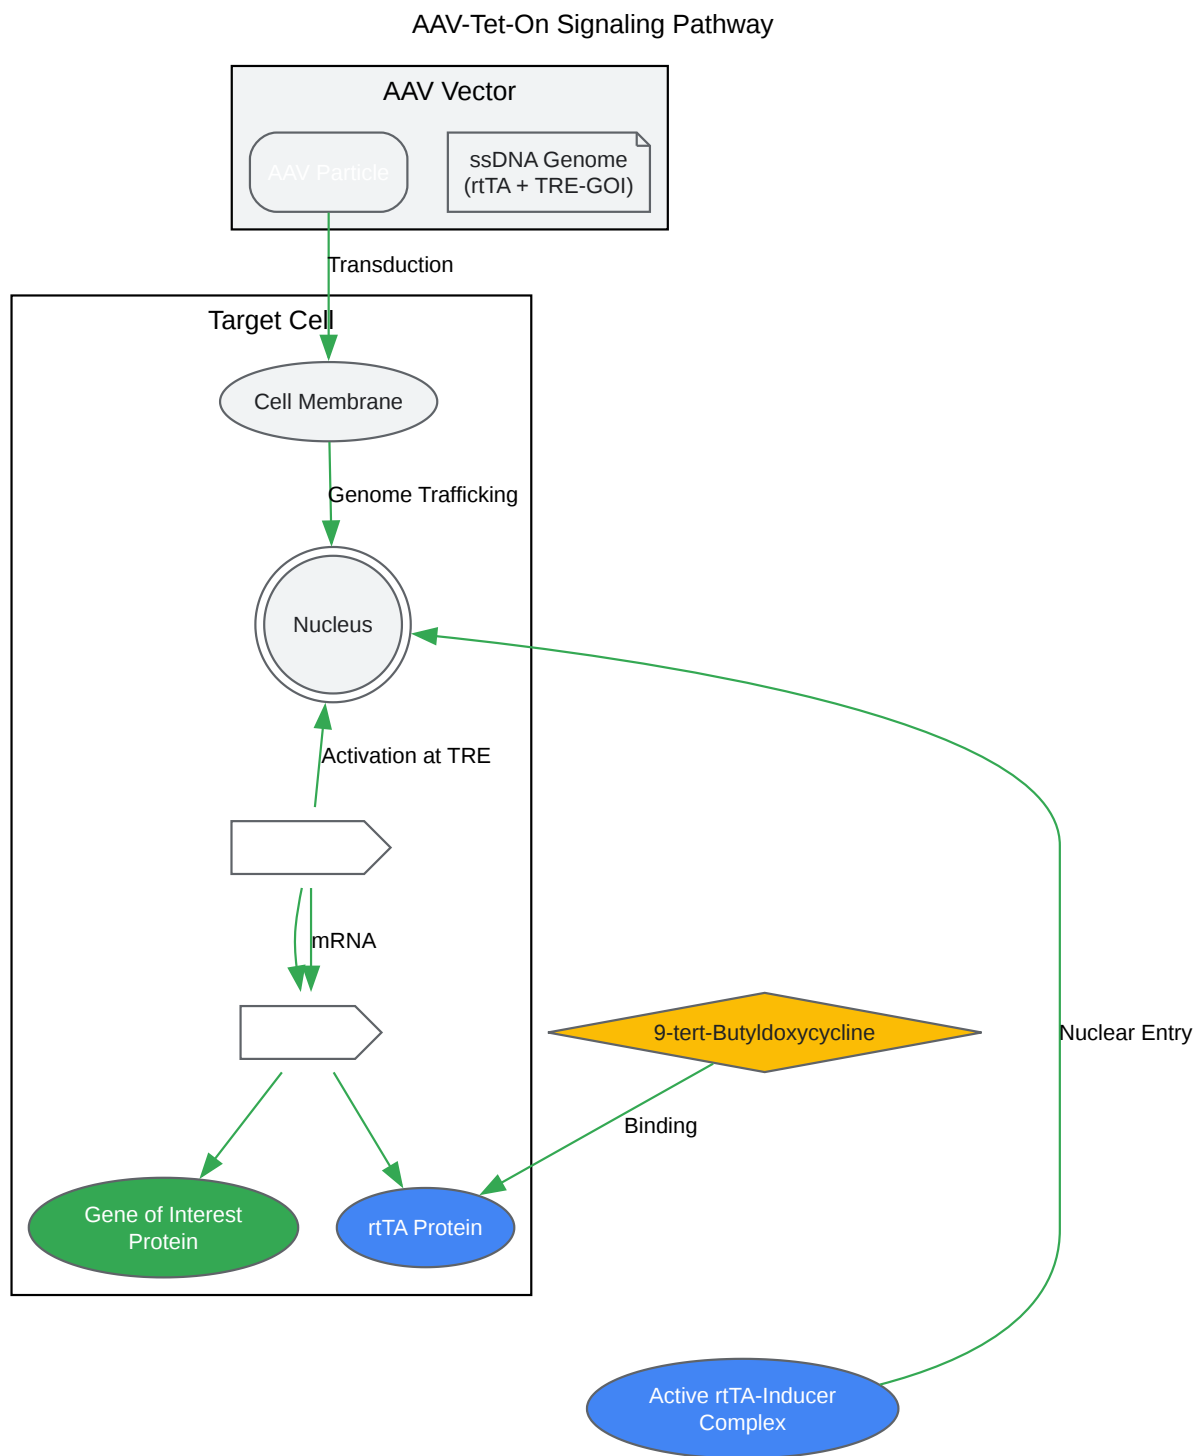 AAV-Tet-On Signaling Pathway
AAV Vector
AAV Particle
ssDNA Genome
(rtTA + TRE-GOI)
Transduction
Target Cell
Cell Membrane
Genome Trafficking
Nucleus
Activation at TRE
mRNA
9-tert-Butyldoxycycline
Nuclear Entry
Binding
Gene of Interest
Protein
rtTA Protein
Active rtTA-Inducer
Complex